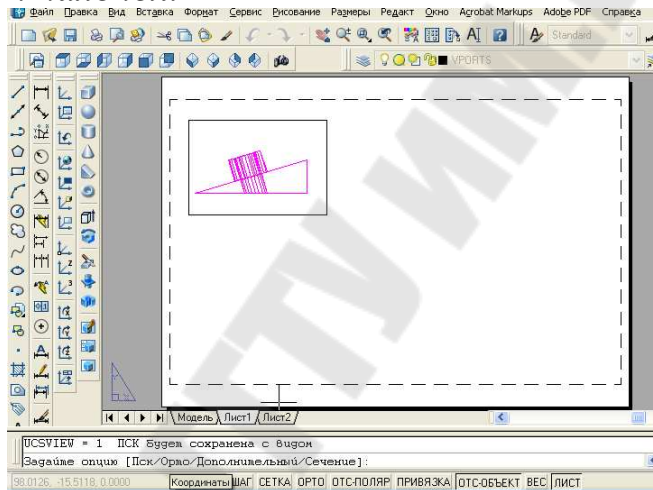 Файл Правка Вид Вставка Формат Сервис Рисование Размеры Редакт Окно Acrobat Markups Adobe PDF Справка
Standard
VPORTS
Модель Лист1 Лист2
UCSVIEW = 1 ПСК будет сохранена с видом
Задайте опцию [Пск/Орто/Дополнительный/Сечение]:
98.0126, -15.5118, 0.0000 Координаты ШАГ СЕТКА ОРТО ОТС-ПОЛЯР ПРИВЯЗКА ОТС-ОБЪЕКТ ВЕС ЛИСТ